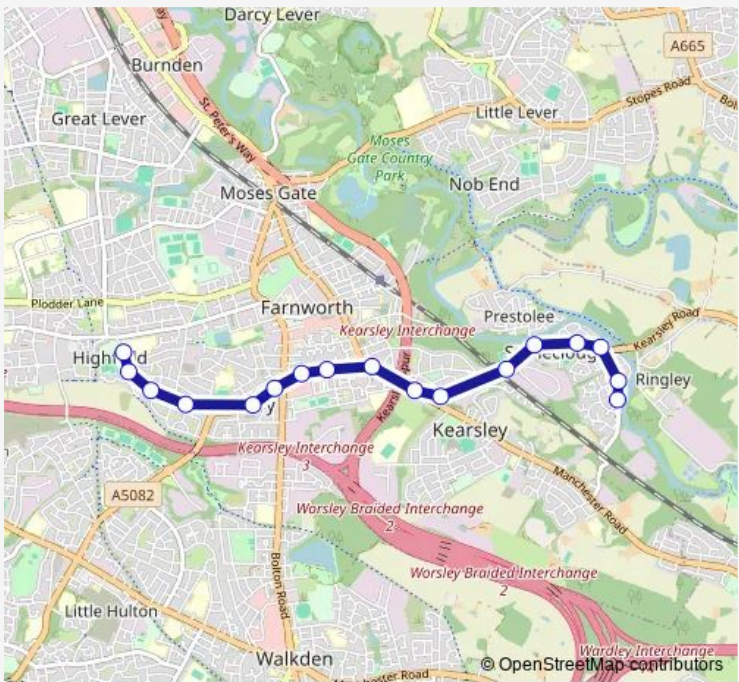 Darcy Lever
A665
Burnden
Great Lever
Little Lever
Stopes Road
St. Peter's Way
Moses
Gate Country
Park
Moses Gate
Nob End
Plodder Lane
Farnworth
Prestolee
Kearsley Interchange
Kearsley Road
Ringley
Kearsley
Kearsley Interchange
3
A5082
Manchester Road
Worsley Braided Interchange
2
Bolton Road
Worsley Braided Interchange
2
Little Hulton
Wardley Interchange
Walkden
© OpenStreetMap contributors